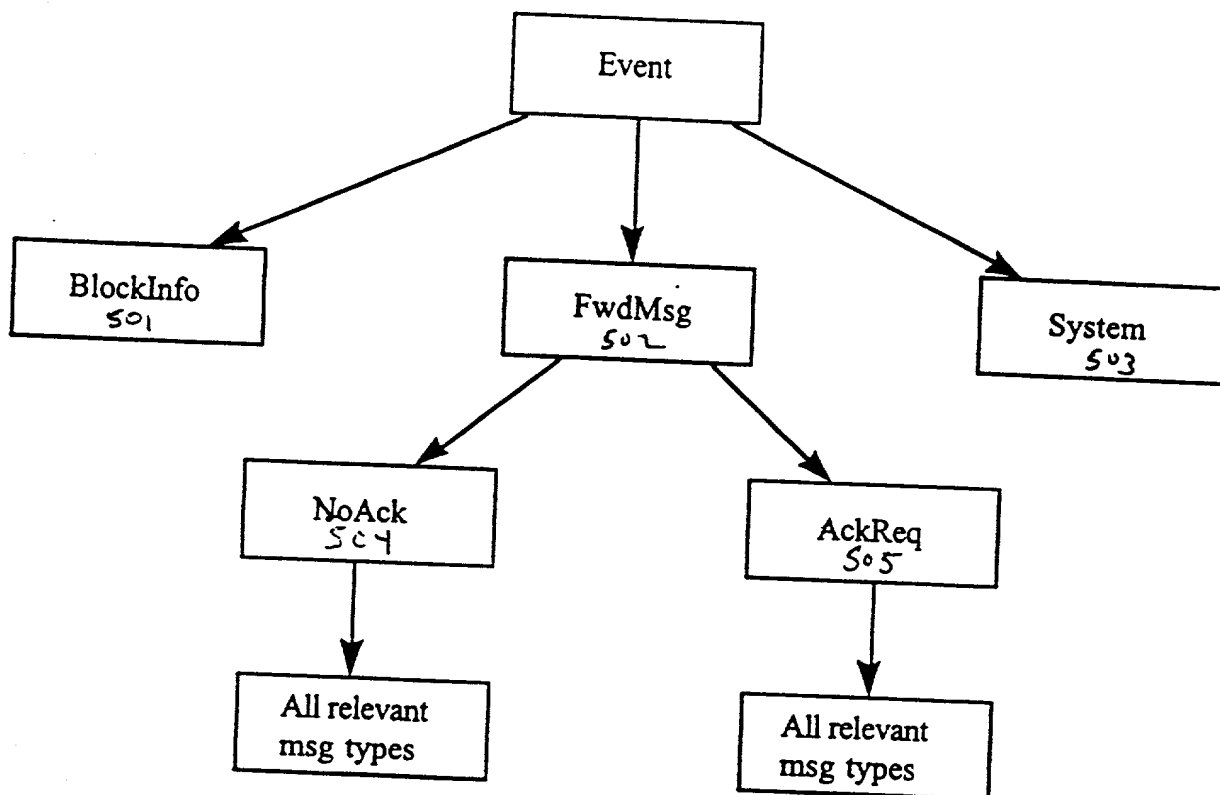 Event
BlockInfo
501
FwdMsg
502
System
503
NoAck
504
AckReq
505
All relevant
msg types
All relevant
msg types